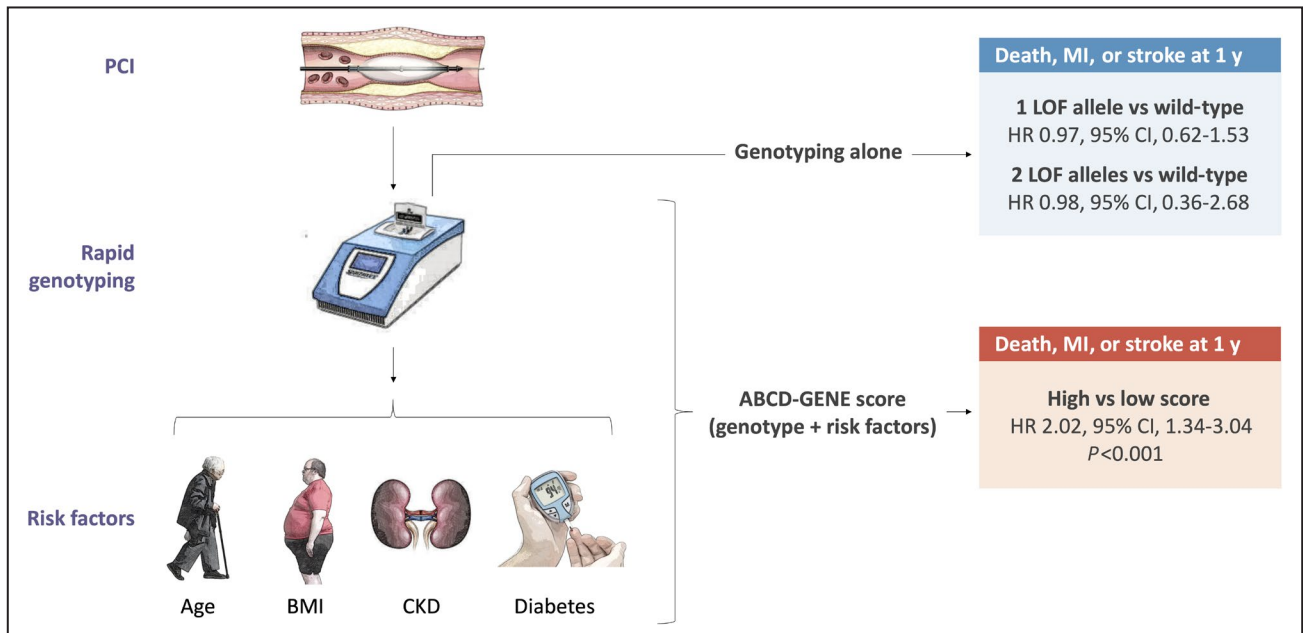 PCI
Death, MI, or stroke at 1 y
1 LOF allele vs wild-type
HR 0.97, 95% CI, 0.62-1.53
Genotyping alone
2 LOF alleles vs wild-type
HR 0.98, 95% CI, 0.36-2.68
Rapid
genotyping
Death, MI, or stroke at 1 y
ABCD-GENE score
(genotype + risk factors)
High vs low score
HR 2.02, 95% CI, 1.34-3.04
P<0.001
Risk factors
94
M
Age
BMI
CKD
Diabetes